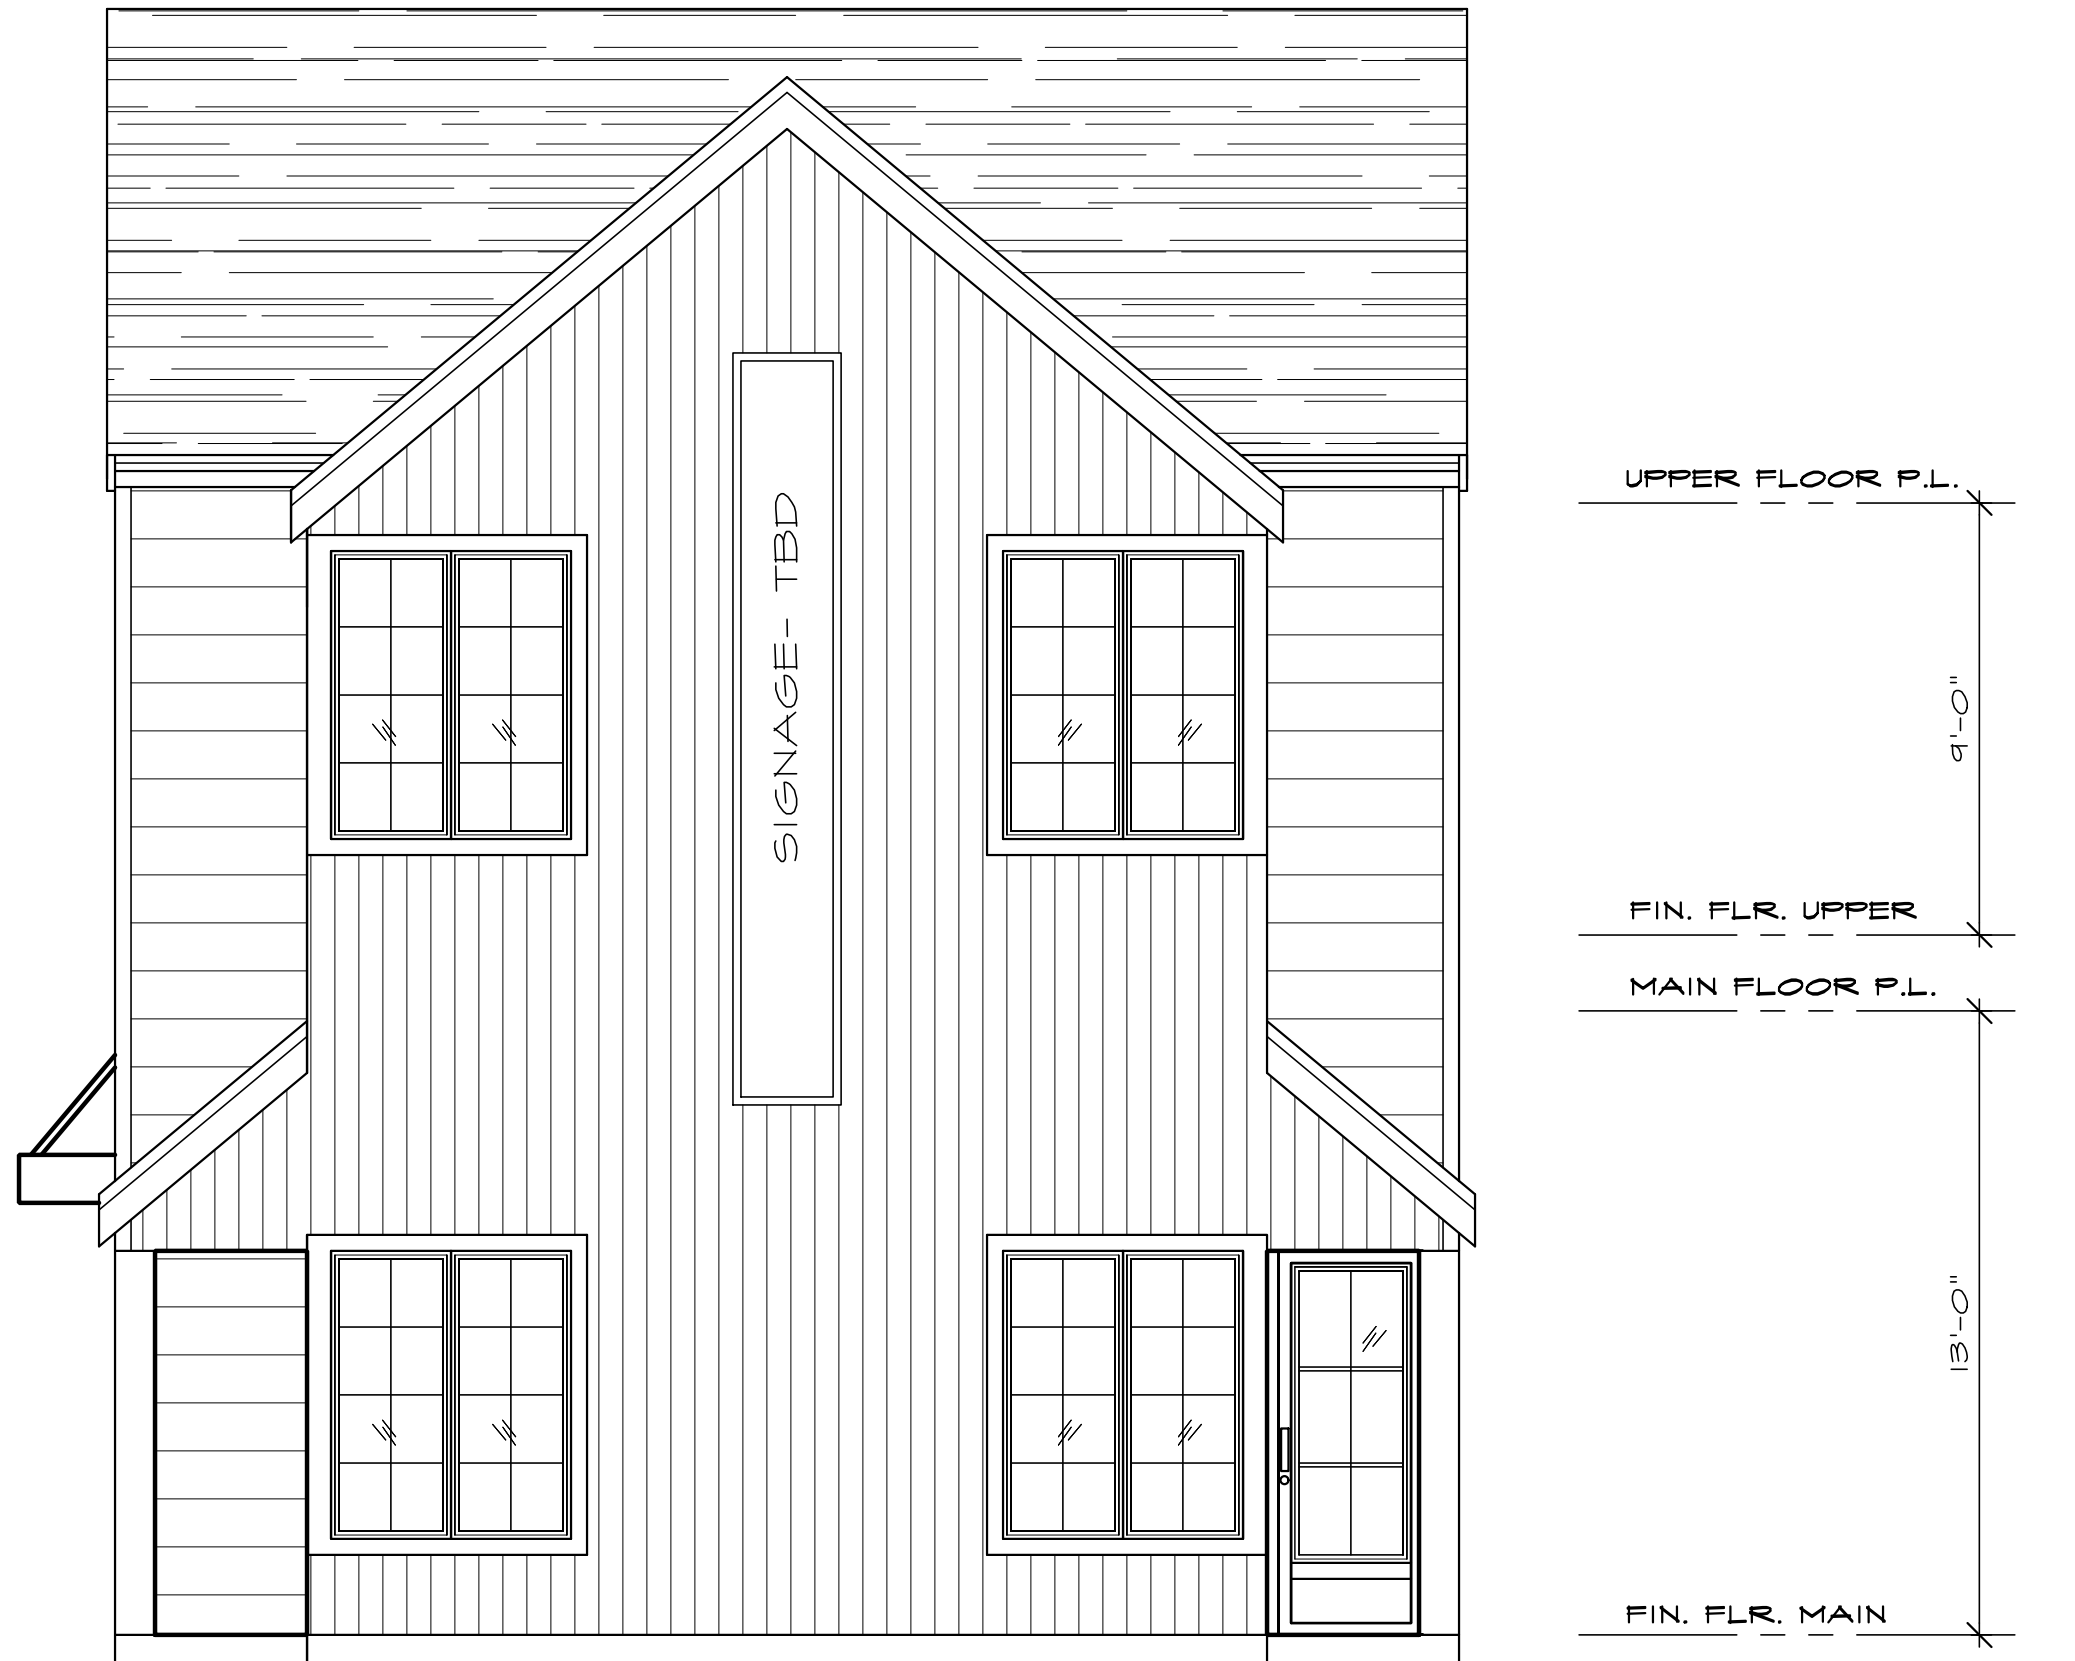 UPPER FLOOR P.L.
SIGNAGE- TBD
9'-0"
FIN. FLR. UPPER
MAIN FLOOR P.L.
13'-0"
FIN. FLR. MAIN